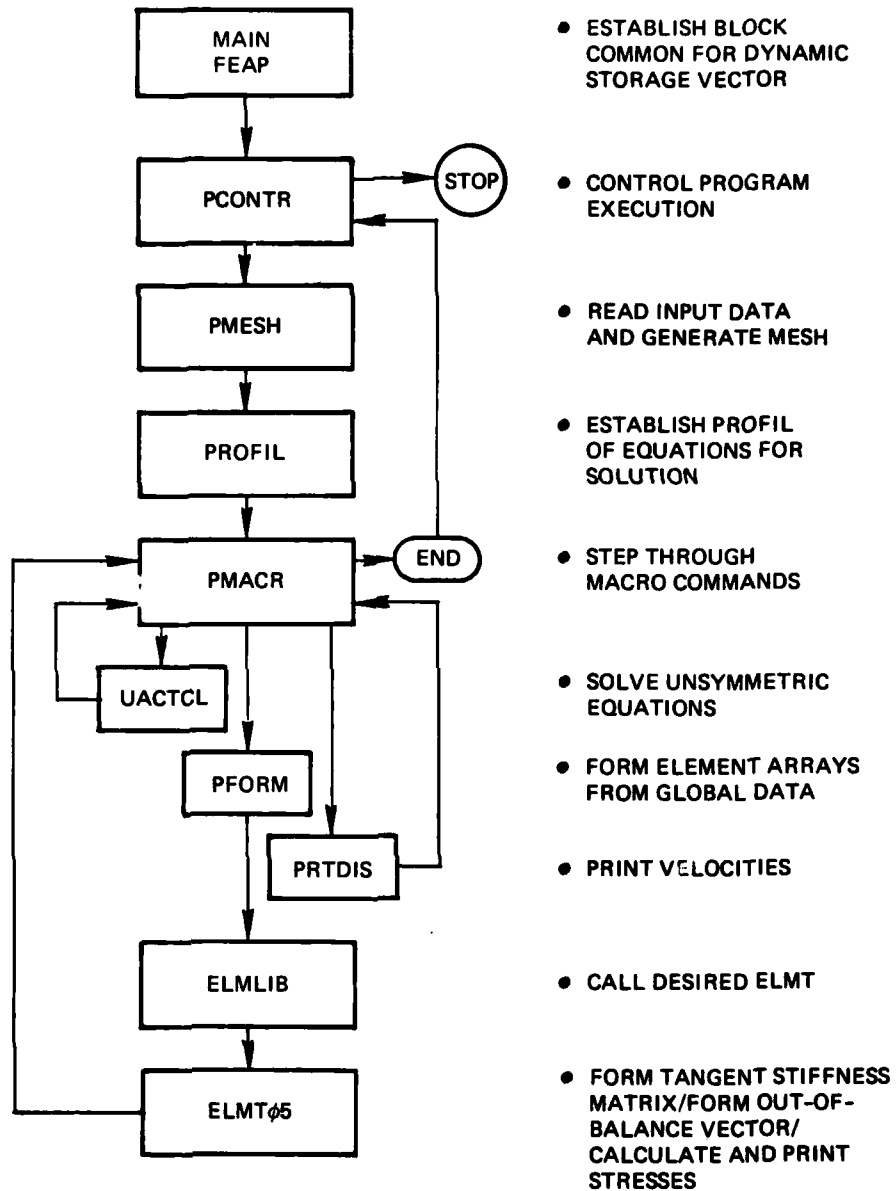 MAIN
FEAP
• ESTABLISH BLOCK
COMMON FOR DYNAMIC
STORAGE VECTOR
PCONTR
STOP
• CONTROL PROGRAM
EXECUTION
PMESH
• READ INPUT DATA
AND GENERATE MESH
PROFIL
• ESTABLISH PROFIL
OF EQUATIONS FOR
SOLUTION
PMACR
END
• STEP THROUGH
MACRO COMMANDS
UACTCL
• SOLVE UNSYMMETRIC
EQUATIONS
PFORM
• FORM ELEMENT ARRAYS
FROM GLOBAL DATA
PRTDIS
• PRINT VELOCITIES
ELMLIB
• CALL DESIRED ELMT
ELMTϕ5
• FORM TANGENT STIFFNESS
MATRIX/FORM OUT-OF-
BALANCE VECTOR/
CALCULATE AND PRINT
STRESSES